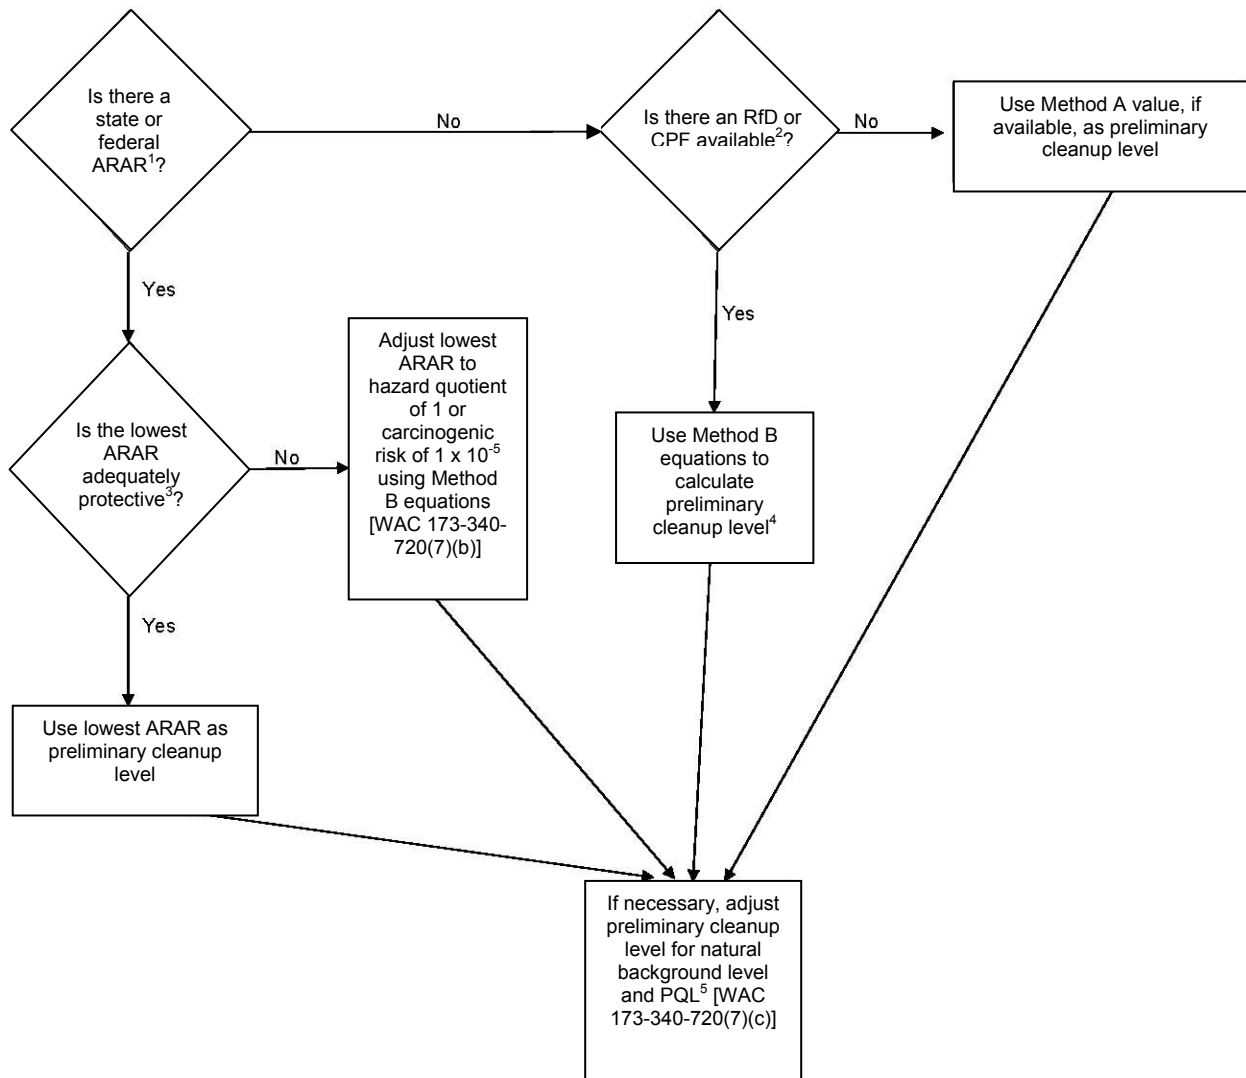 Is there a
state or
federal
ARAR¹?
No
Is there an RfD or
CPF available²?
No
Use Method A value, if
available, as preliminary
cleanup level
Yes
Yes
Is the lowest
ARAR
adequately
protective³?
No
Adjust lowest
ARAR to
hazard quotient
of 1 or
carcinogenic
risk of 1 x 10⁻⁵
using Method
B equations
[WAC 173-340-
720(7)(b)]
Use Method B
equations to
calculate
preliminary
cleanup level⁴
Yes
Use lowest ARAR as
preliminary cleanup
level
If necessary, adjust
preliminary cleanup
level for natural
background level
and PQL⁵ [WAC
173-340-720(7)(c)]